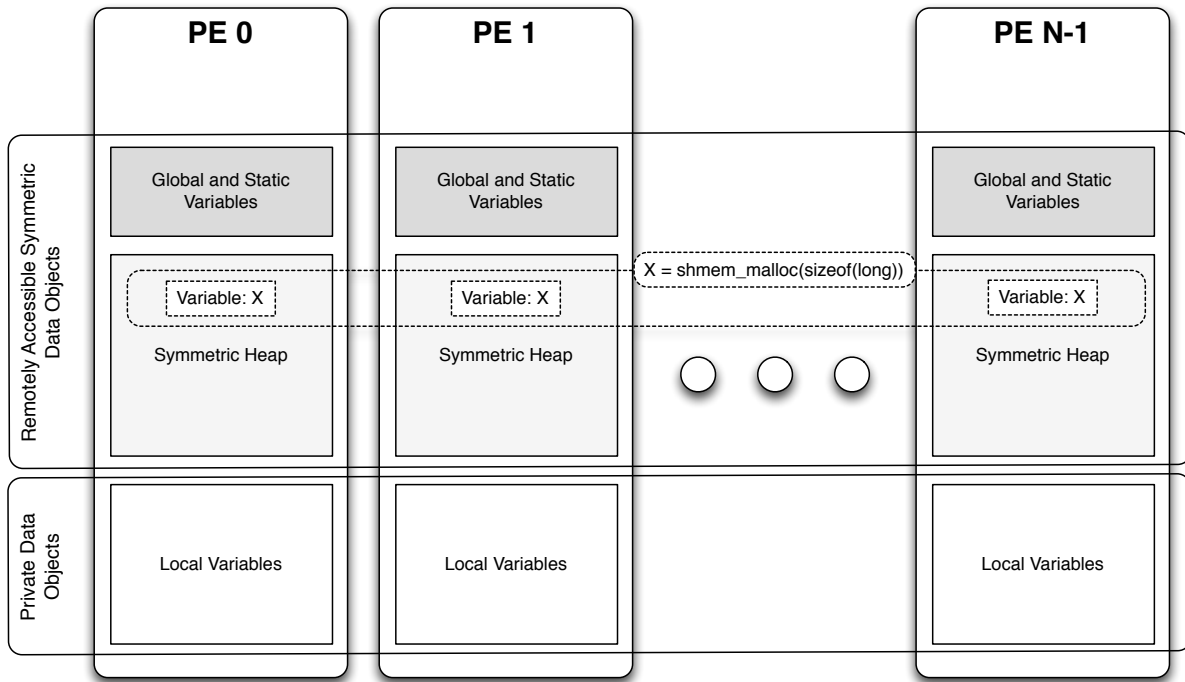 PE 0
PE 1
PE N-1
Remotely Accessible Symmetric
Data Objects
Global and Static
Variables
Global and Static
Variables
Global and Static
Variables
X = shmem_malloc(sizeof(long))
Variable: X
Variable: X
Variable: X
Symmetric Heap
Symmetric Heap
Symmetric Heap
Private Data
Objects
Local Variables
Local Variables
Local Variables